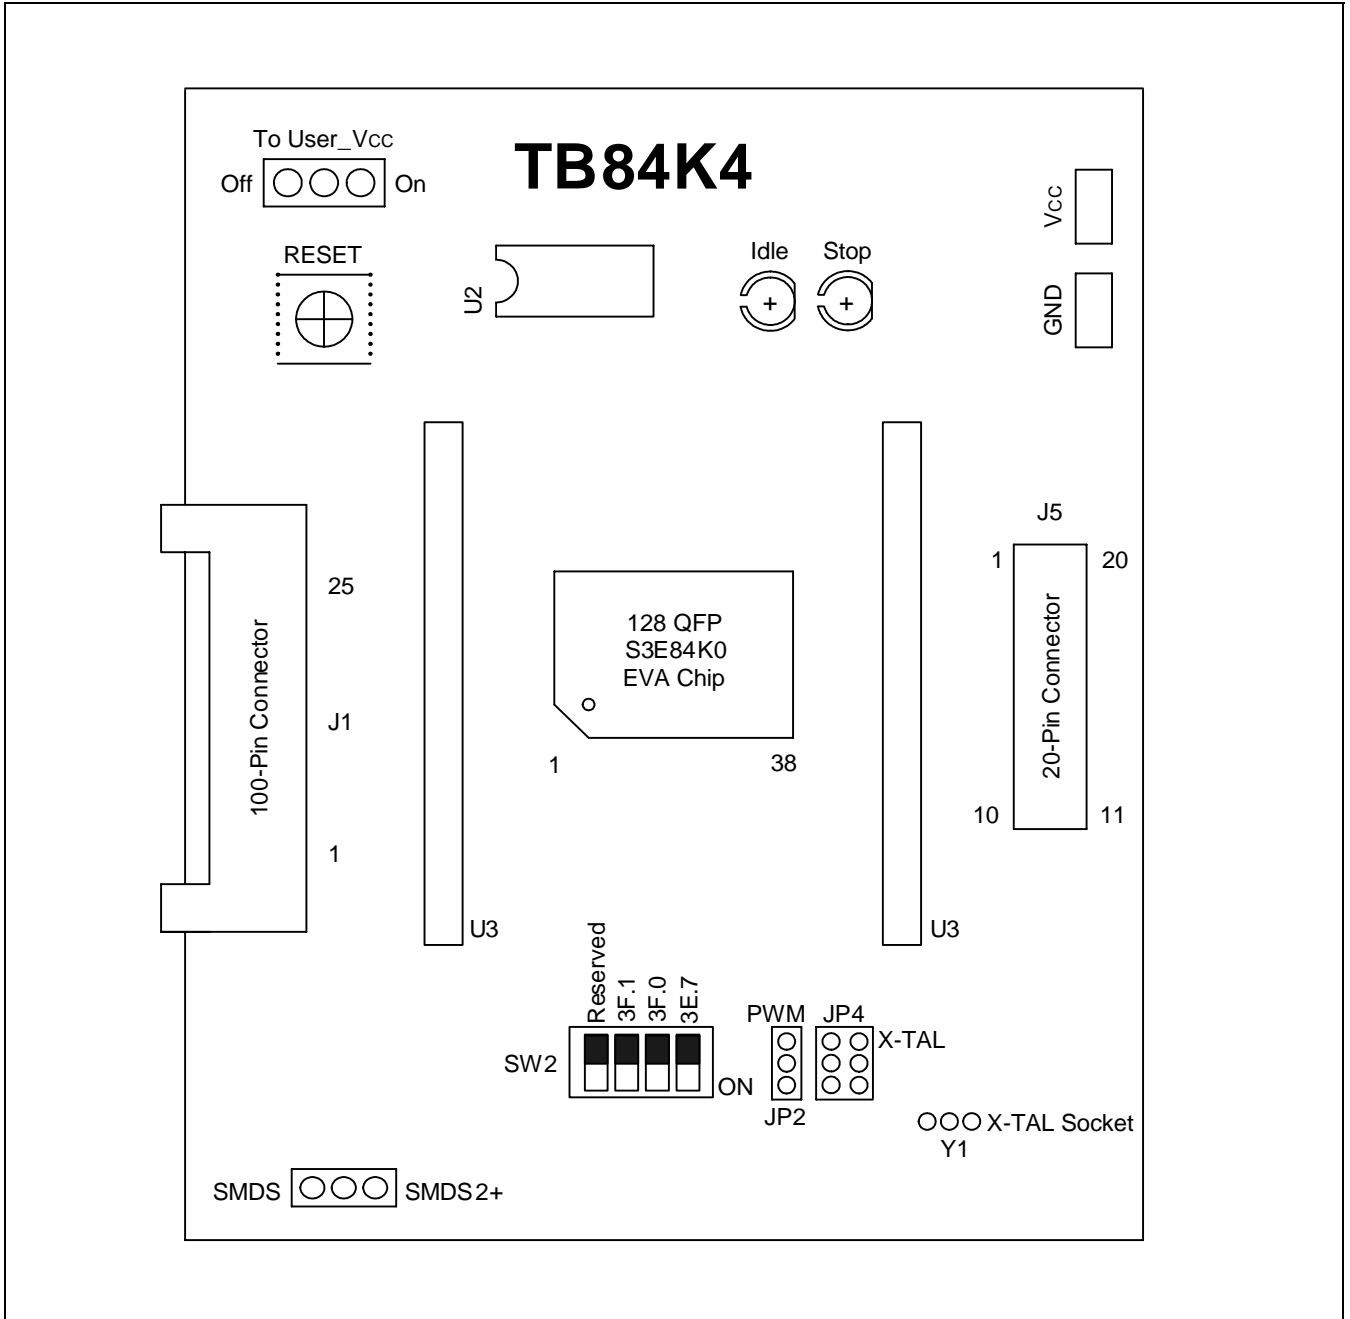 To User_Vcc
Off
On
TB84K4
RESET
U2
Idle
Stop
Vcc
GND
25
J1
1
100-Pin Connector
U3
128 QFP
S3E84K0
EVA Chip
1
38
J5
1
20
20-Pin Connector
10
11
U3
Reserved
3F.1
3F.0
3E.7
SW2
ON
PWM
JP2
JP4
X-TAL
X-TAL Socket
Y1
SMDS
SMDS2+